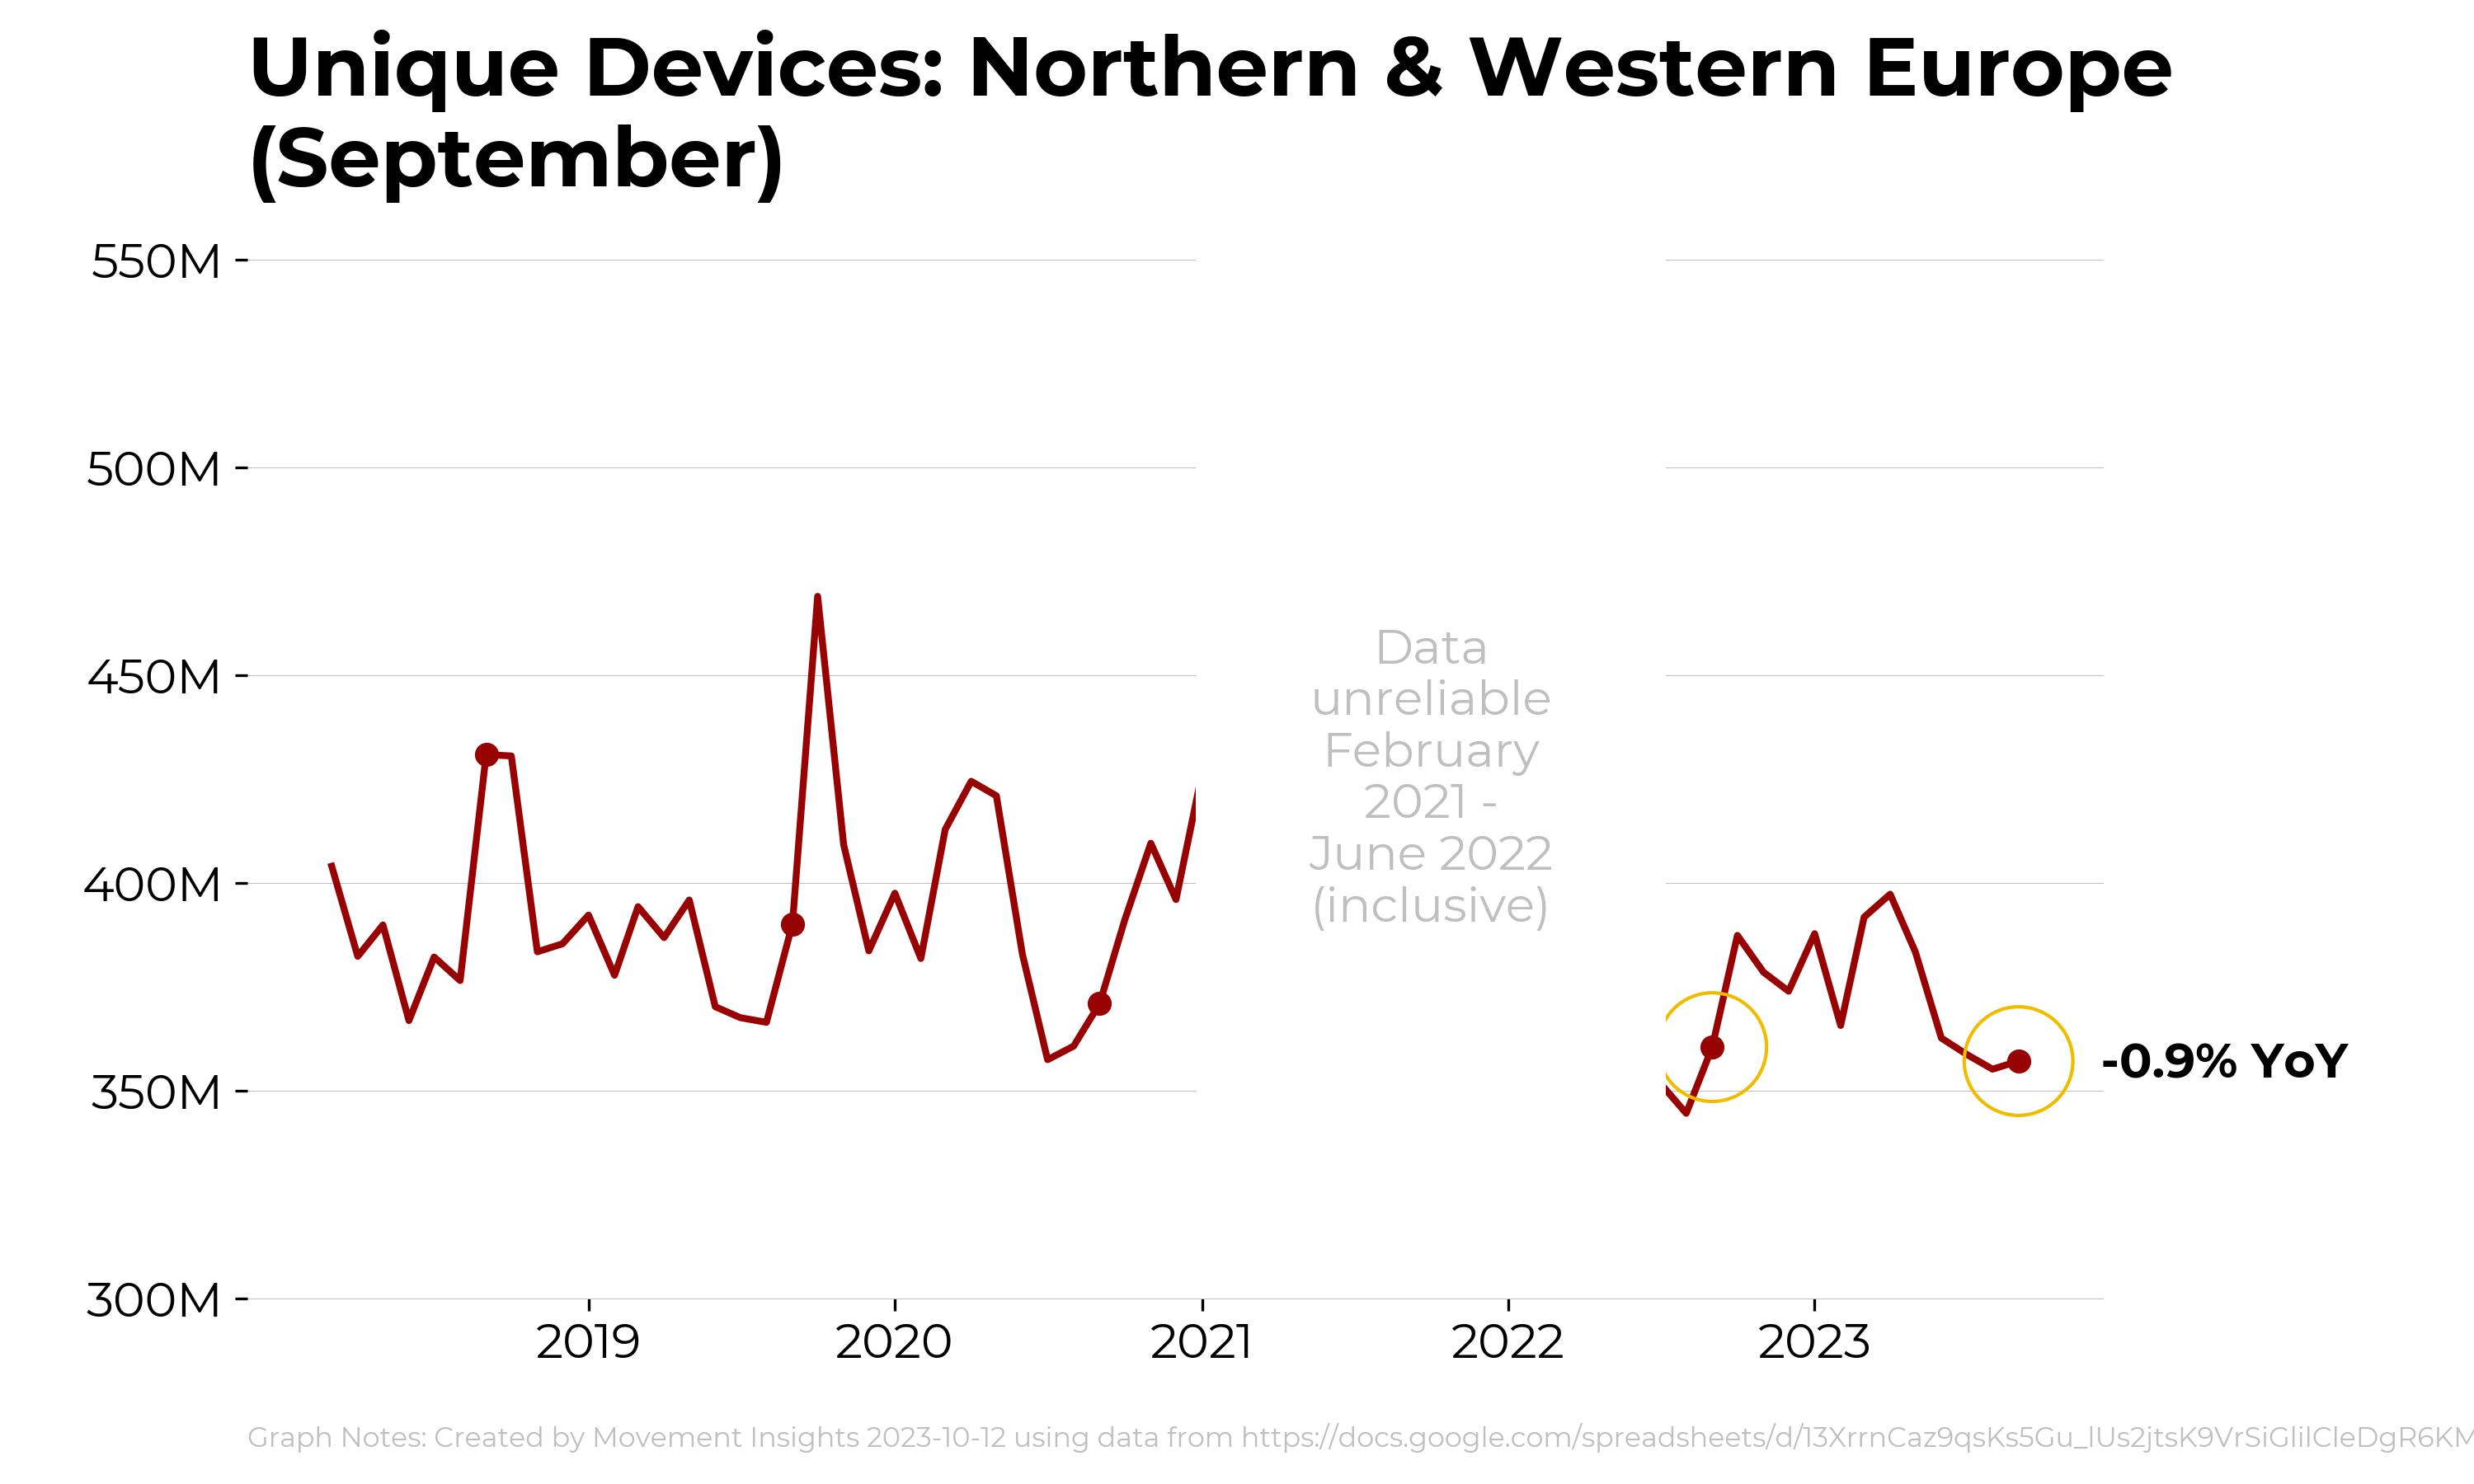 Unique Devices: Northern & Western Europe
(September)
550M
500M
450M
400M
350M
300M
Data
unreliable
February
2021 -
June 2022
(inclusive)
-0.9% YoY
2019
2020
2021
2022
2023
Graph Notes: Created by Movement Insights 2023-10-12 using data from